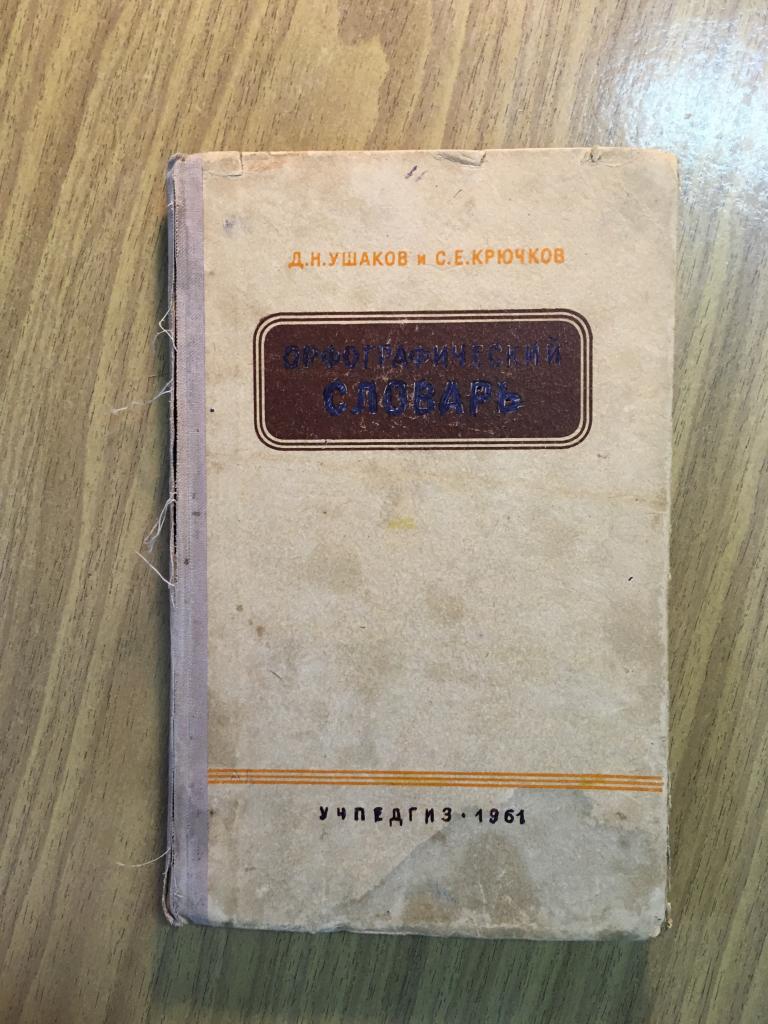 Д.Н.УШАКОВ и С.Е.КРЮЧКОВ
ОРФОГРАФИЧЕСКИЙ
СЛОВАРЬ
УЧПЕДГИЗ · 1961